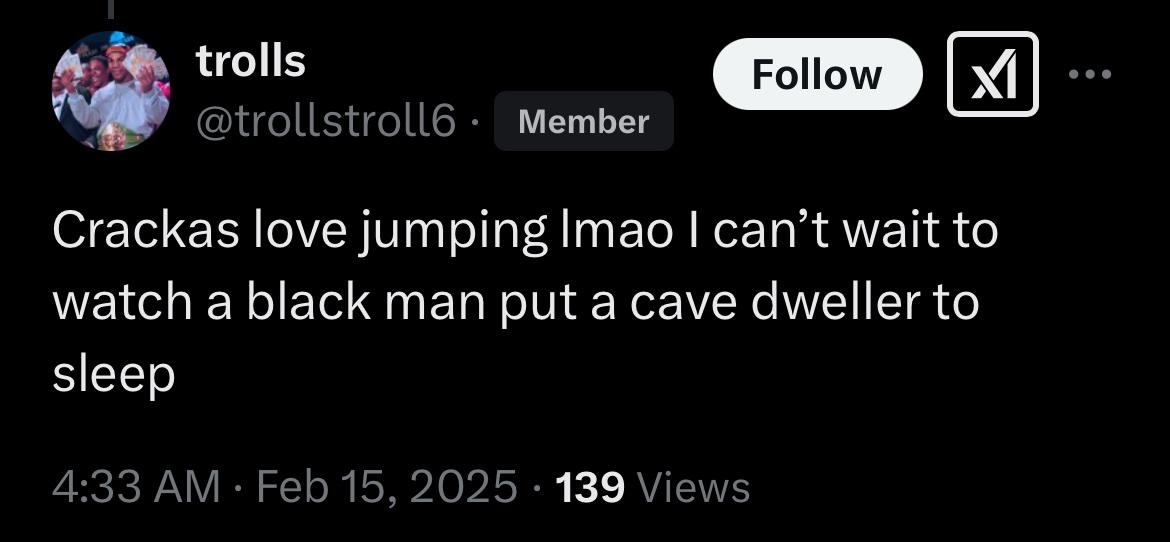 trolls
Follow
@trollstroll6 · Member
Crackas love jumping lmao I can’t wait to
watch a black man put a cave dweller to
sleep
4:33 AM · Feb 15, 2025 · 139 Views